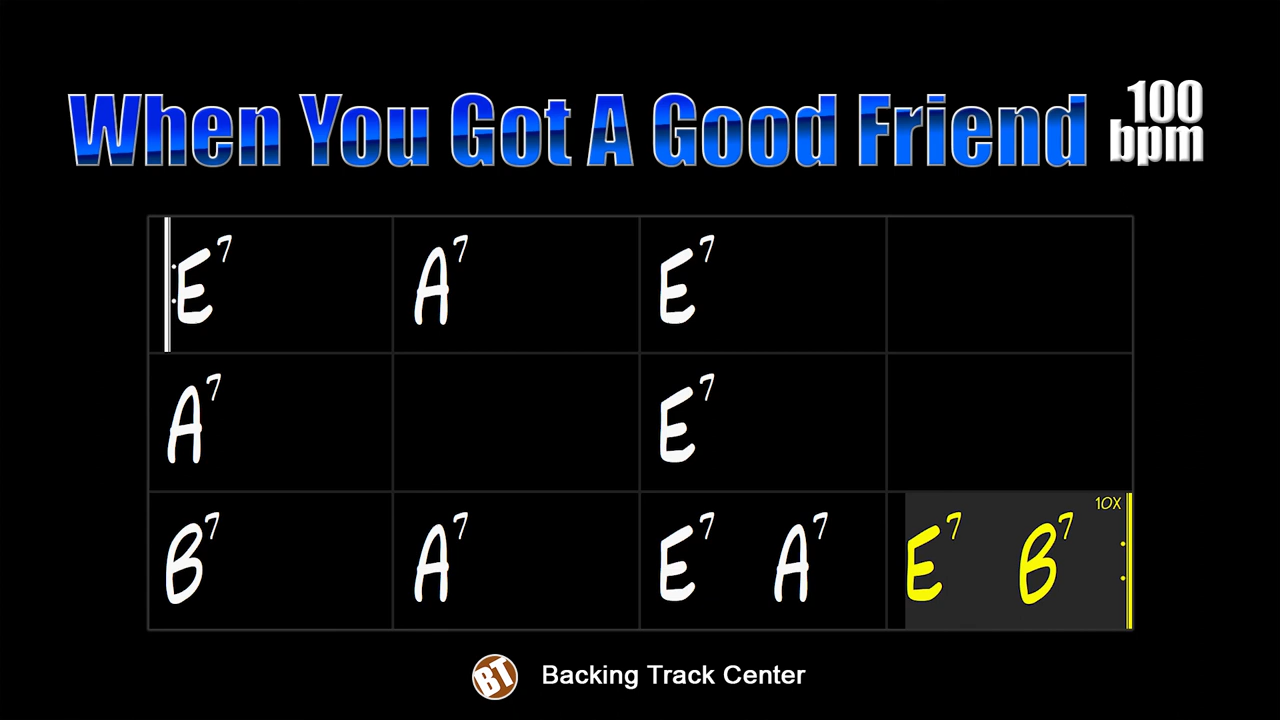 When You Got A Good Friend
100
bpm
E7 A7 E7
A7 E7
10X
B7 A7 E7 A7 E7 B7
BT Backing Track Center